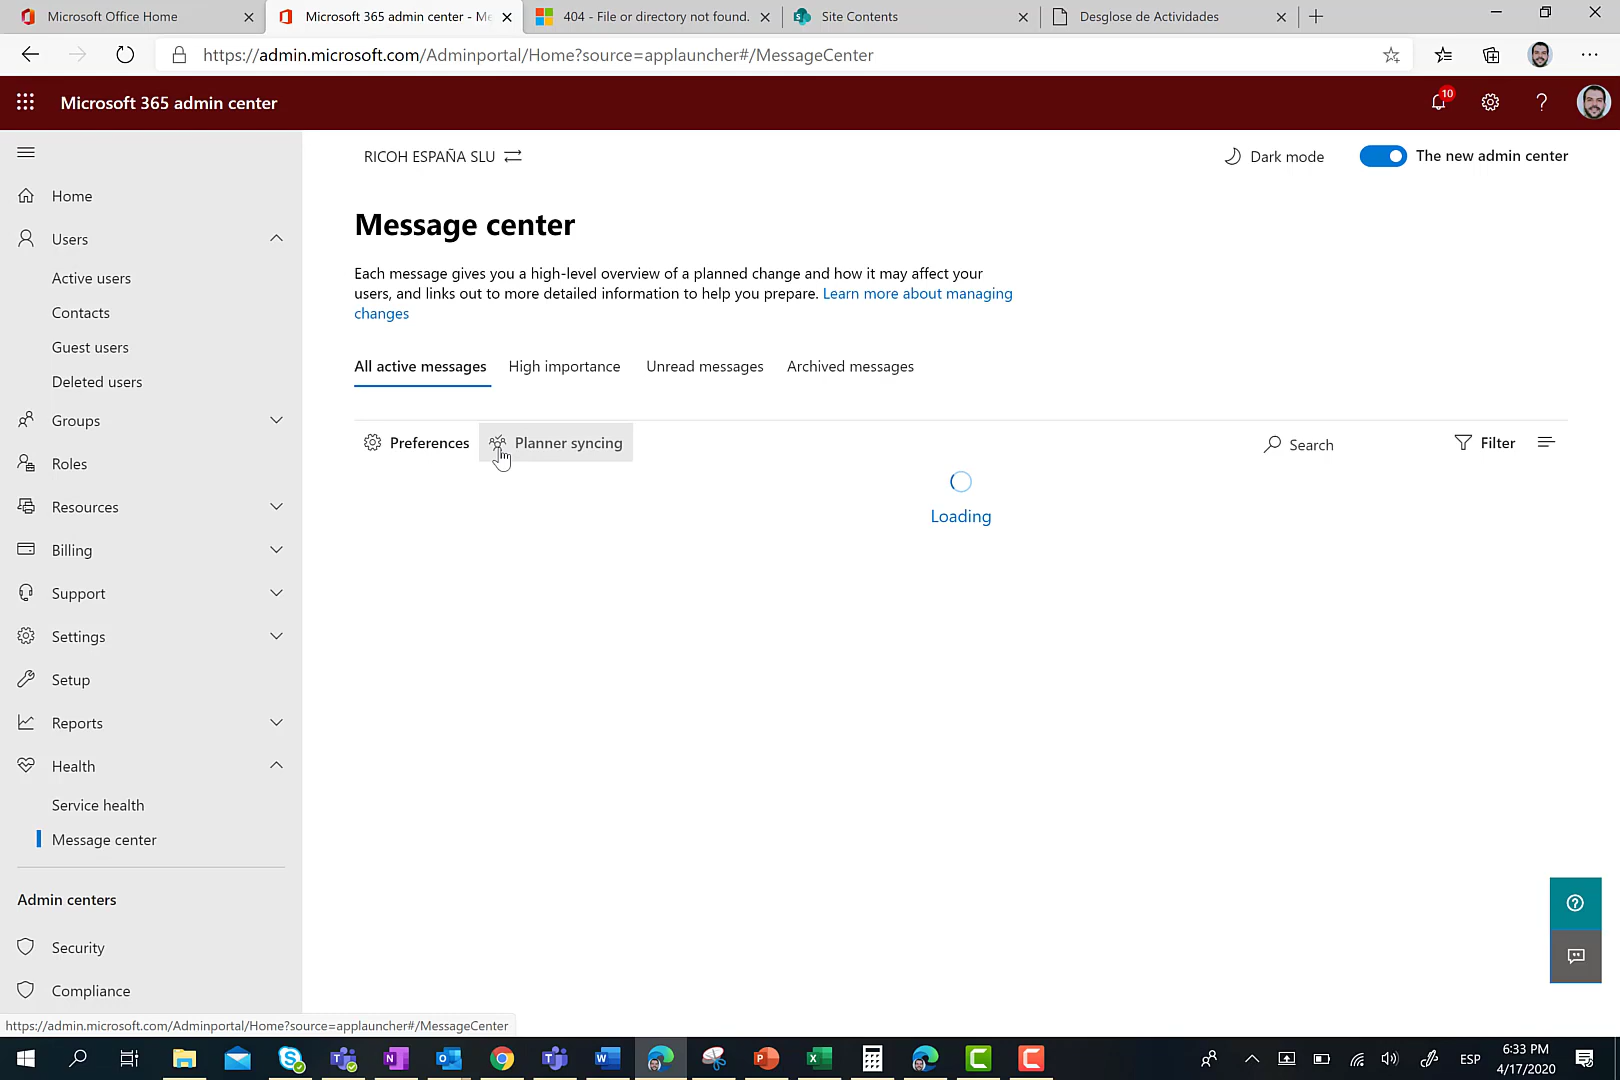 Microsoft Office Home
Microsoft 365 admin center - Me
404 - File or directory not found.
Site Contents
Desglose de Actividades
https://admin.microsoft.com/Adminportal/Home?source=applauncher#/MessageCenter
Microsoft 365 admin center
10
RICOH ESPAÑA SLU
Dark mode
The new admin center
Home
Users
Active users
Contacts
Guest users
Deleted users
Groups
Roles
Resources
Billing
Support
Settings
Setup
Reports
Health
Service health
Message center
Admin centers
Security
Compliance
Message center
Each message gives you a high-level overview of a planned change and how it may affect your
users, and links out to more detailed information to help you prepare. Learn more about managing
changes
All active messages
High importance
Unread messages
Archived messages
Preferences
Planner syncing
Search
Filter
Loading
https://admin.microsoft.com/Adminportal/Home?source=applauncher#/MessageCenter
ESP
6:33 PM
4/17/2020